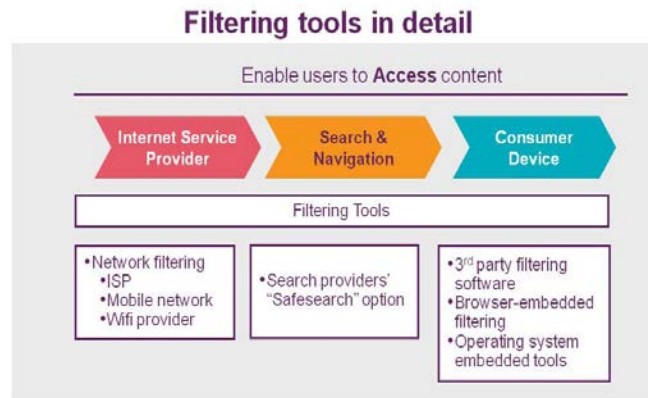 Filtering tools in detail
Enable users to Access content
Internet Service
Provider
Search &
Navigation
Consumer
Device
Filtering Tools
•Network filtering
•ISP
•Mobile network
•Wifi provider
•Search providers'
“Safesearch” option
•3rd party filtering
software
•Browser-embedded
filtering
•Operating system
embedded tools